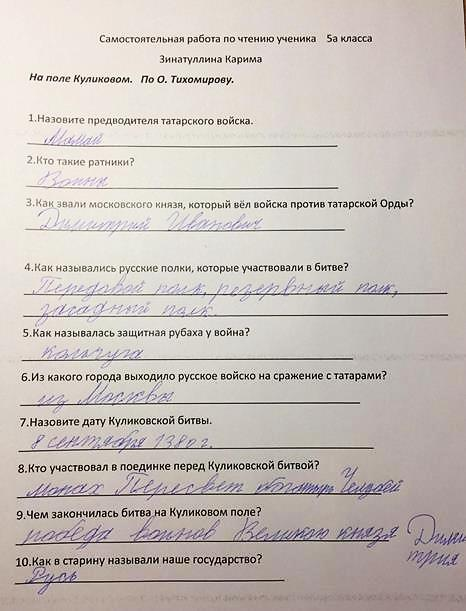 Самостоятельная работа по чтению ученика 5а класса
Зинатуллина Карима
На поле Куликовом. По О. Тихомирову.
1.Назовите предводителя татарского войска.
Мамай
2.Кто такие ратники?
Воины
3.Как звали московского князя, который вёл войска против татарской Орды?
Димитрий Иванович
4.Как назывались русские полки, которые участвовали в битве?
Передовой полк, резервный полк,
засадный полк.
5.Как называлась защитная рубаха у война?
кольчуга
6.Из какого города выходило русское войско на сражение с татарами?
из Москвы
7.Назовите дату Куликовской битвы.
8 сентября 1380 г.
8.Кто участвовал в поединке перед Куликовской битвой?
монах Пересвет богатырь Челубей
9.Чем закончилась битва на Куликовом поле?
победа воинов Великого князя Димитрия
10.Как в старину называли наше государство?
Русь